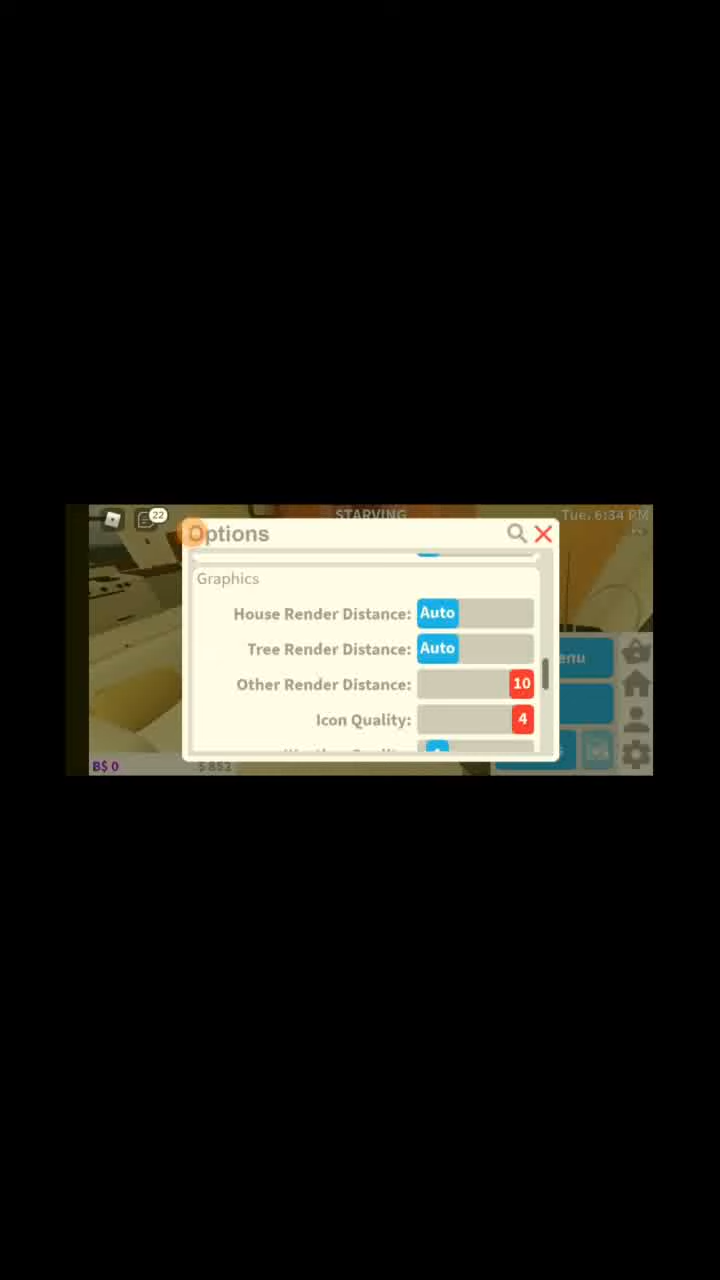 22
STARVING
Tue. 6:34 PM
Options
Graphics
House Render Distance: Auto
Tree Render Distance: Auto
Other Render Distance: 10
Icon Quality: 4
B$ 0
$ 852